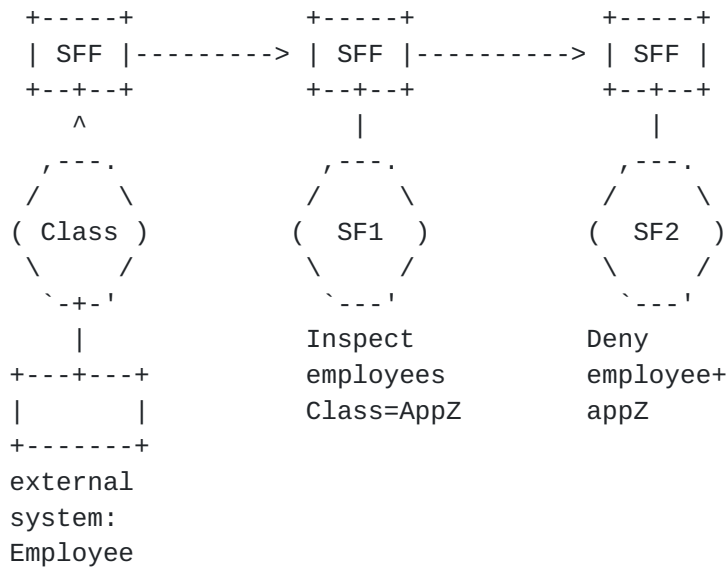 +-----+ +-----+ +-----+
| SFF |---------> | SFF |----------> | SFF |
+--+--+ +--+--+ +--+--+
^ | |
,---. ,---. ,---.
/ \ / \ / \
( Class ) ( SF1 ) ( SF2 )
\ / \ / \ /
`-+-' `---' `---'
| Inspect Deny
+---+---+ employees employee+
| | Class=AppZ appZ
+-------+
external
system:
Employee